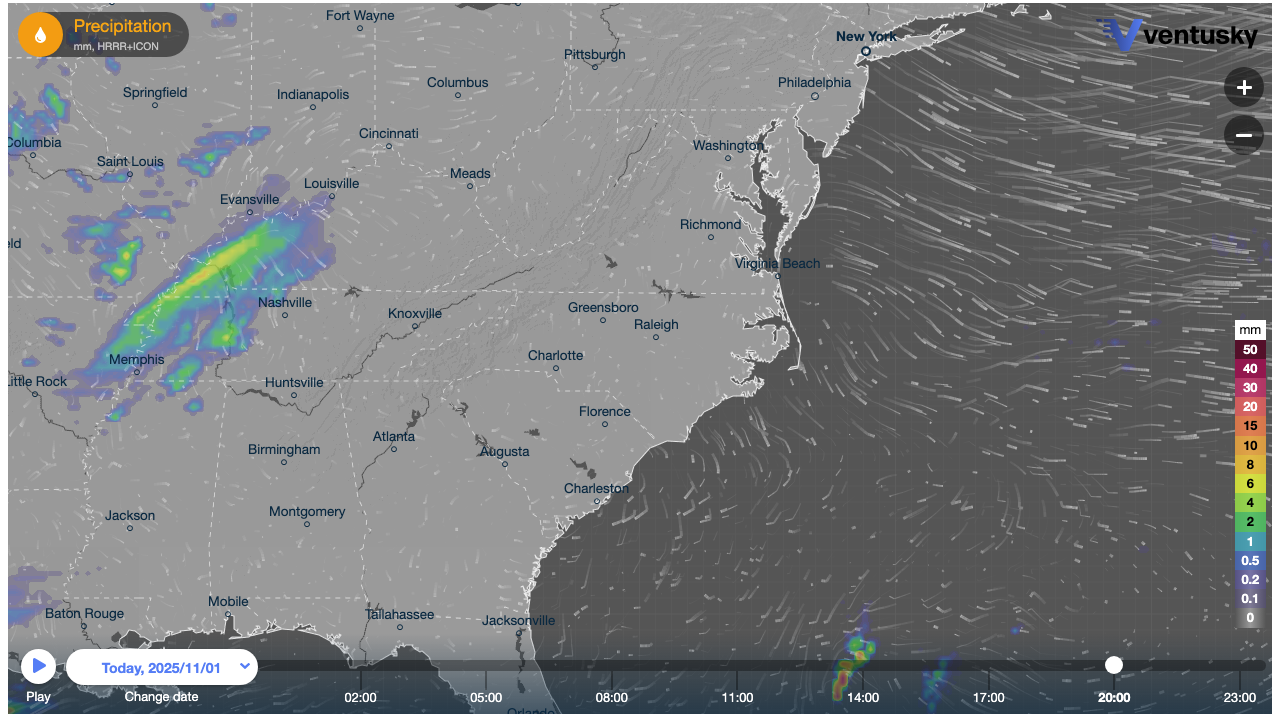 Precipitation
mm, HRRR+ICON
ventusky
Fort Wayne
New York
Pittsburgh
Columbus
Philadelphia
Springfield
Indianapolis
Cincinnati
Columbia
Washington
Saint Louis
Meads
Louisville
Evansville
Richmond
eld
Virginia Beach
Nashville
Greensboro
Knoxville
Raleigh
mm
50
Charlotte
Memphis
40
Little Rock
Huntsville
30
Florence
20
15
Atlanta
10
Birmingham
Augusta
8
6
Charleston
4
Jackson
Montgomery
2
1
0.5
0.2
0.1
Mobile
Baton Rouge
Tallahassee
Jacksonville
0
Today, 2025/11/01
Play
Change date
02:00
05:00
08:00
11:00
14:00
17:00
20:00
23:00
Orlando